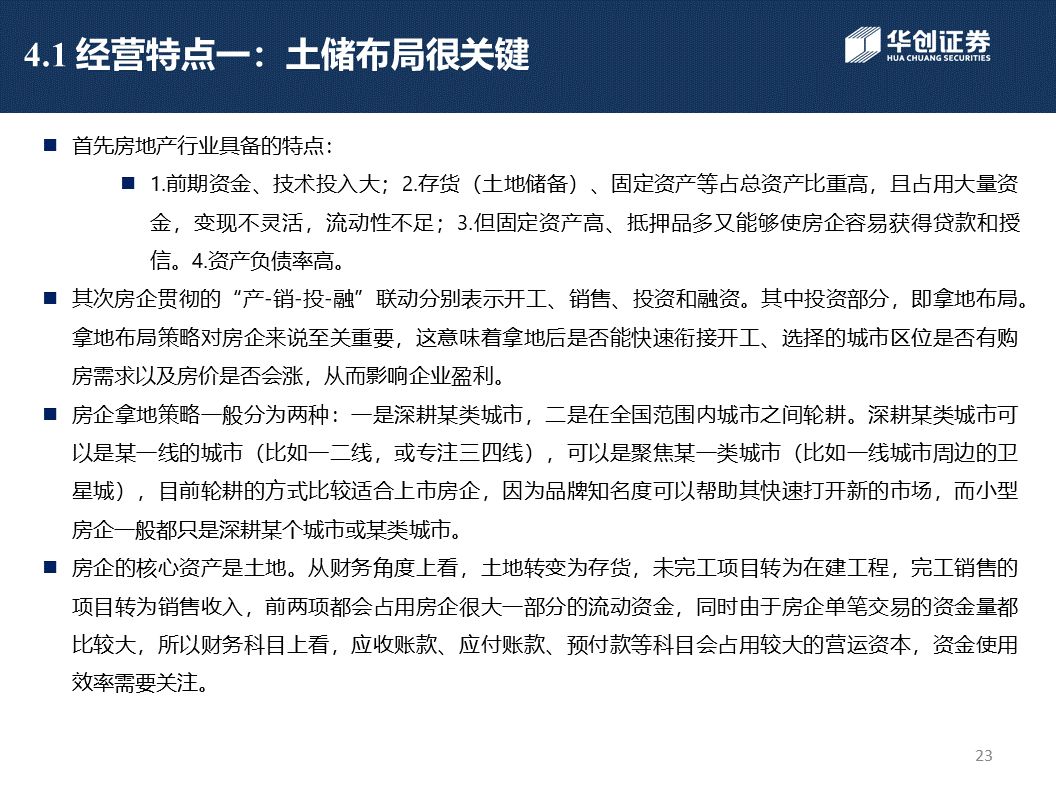 4.1 经营特点一：土储布局很关键
华创证券
HUA CHUANG SECURITIES
首先房地产行业具备的特点：
1.前期资金、技术投入大；2.存货（土地储备）、固定资产等占总资产比重高，且占用大量资
金，变现不灵活，流动性不足；3.但固定资产高、抵押品多又能够使房企容易获得贷款和授
信。4.资产负债率高。
其次房企贯彻的“产-销-投-融”联动分别表示开工、销售、投资和融资。其中投资部分，即拿地布局。
拿地布局策略对房企来说至关重要，这意味着拿地后是否能快速衔接开工、选择的城市区位是否有购
房需求以及房价是否会涨，从而影响企业盈利。
房企拿地策略一般分为两种：一是深耕某类城市，二是在全国范围内城市之间轮耕。深耕某类城市可
以是某一线的城市（比如一二线，或专注三四线），可以是聚焦某一类城市（比如一线城市周边的卫
星城），目前轮耕的方式比较适合上市房企，因为品牌知名度可以帮助其快速打开新的市场，而小型
房企一般都只是深耕某个城市或某类城市。
房企的核心资产是土地。从财务角度上看，土地转变为存货，未完工项目转为在建工程，完工销售的
项目转为销售收入，前两项都会占用房企很大一部分的流动资金，同时由于房企单笔交易的资金量都
比较大，所以财务科目上看，应收账款、应付账款、预付款等科目会占用较大的营运资本，资金使用
效率需要关注。
23